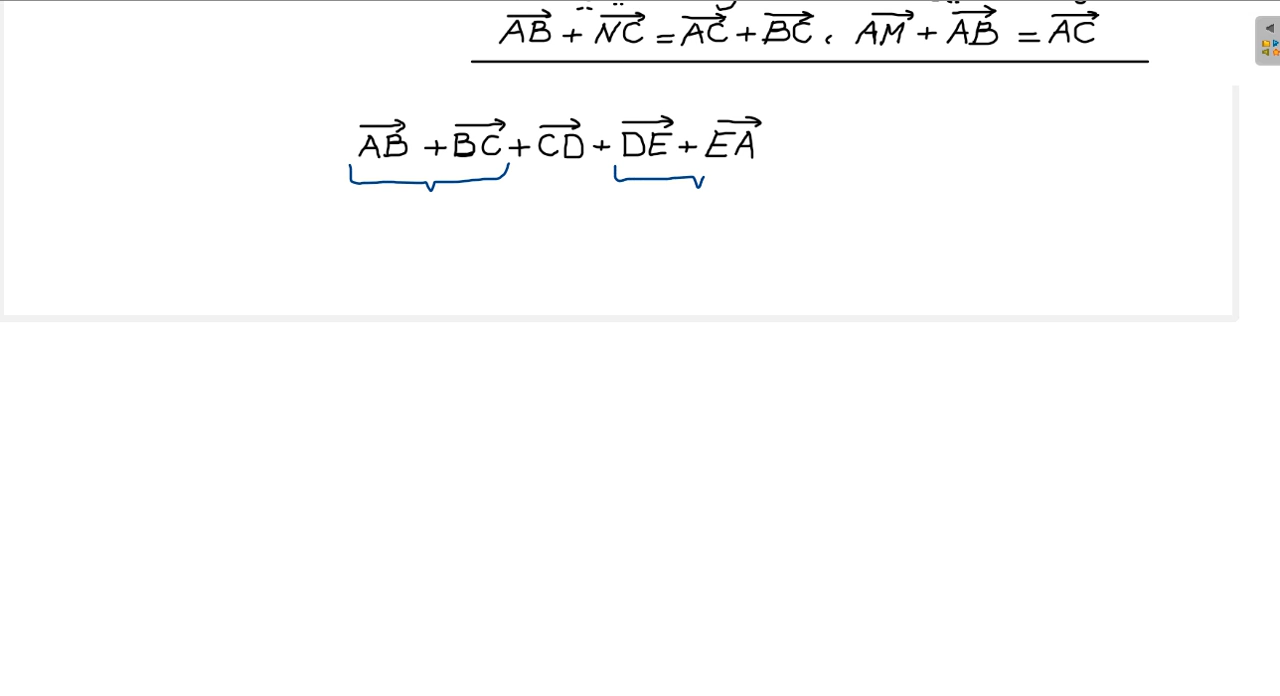 AB + NC = AC + BC ، AM + AB = AC
AB + BC + CD + DE + EA